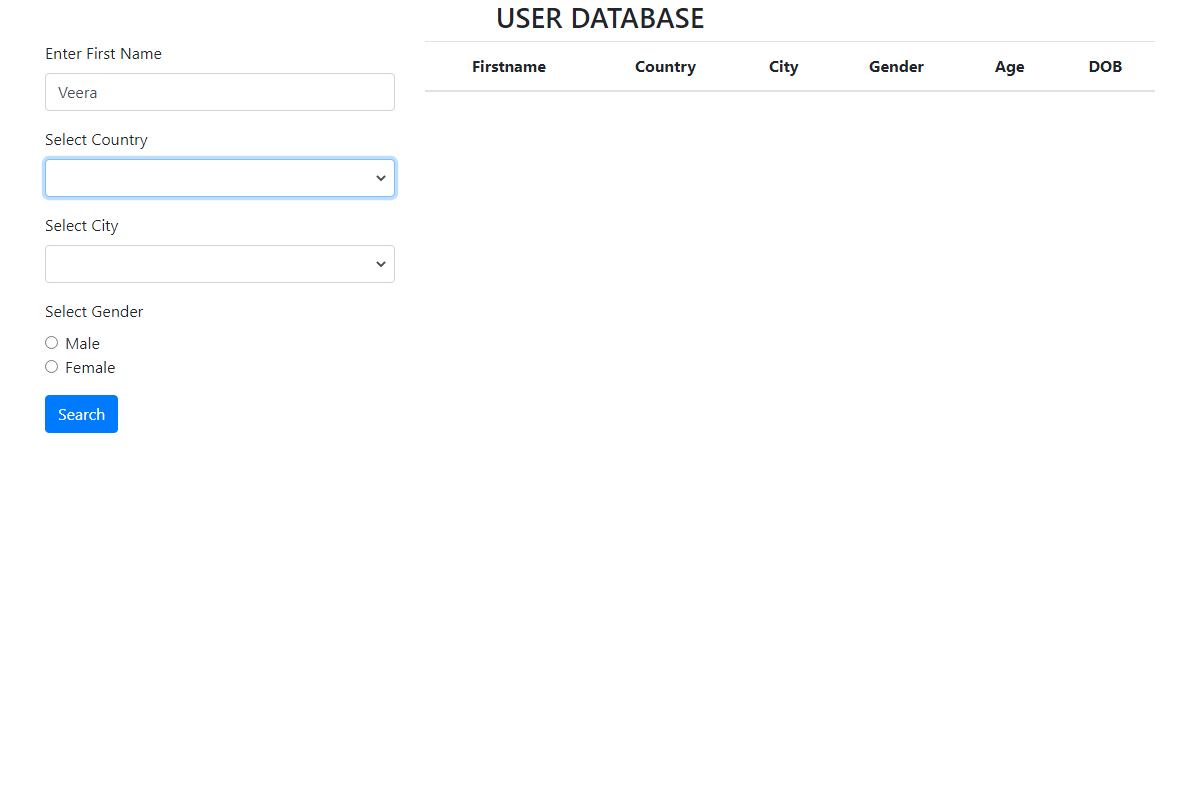 USER DATABASE
Enter First Name
Veera
Select Country
Select City
Select Gender
Male
Female
Search
Firstname Country City Gender Age DOB